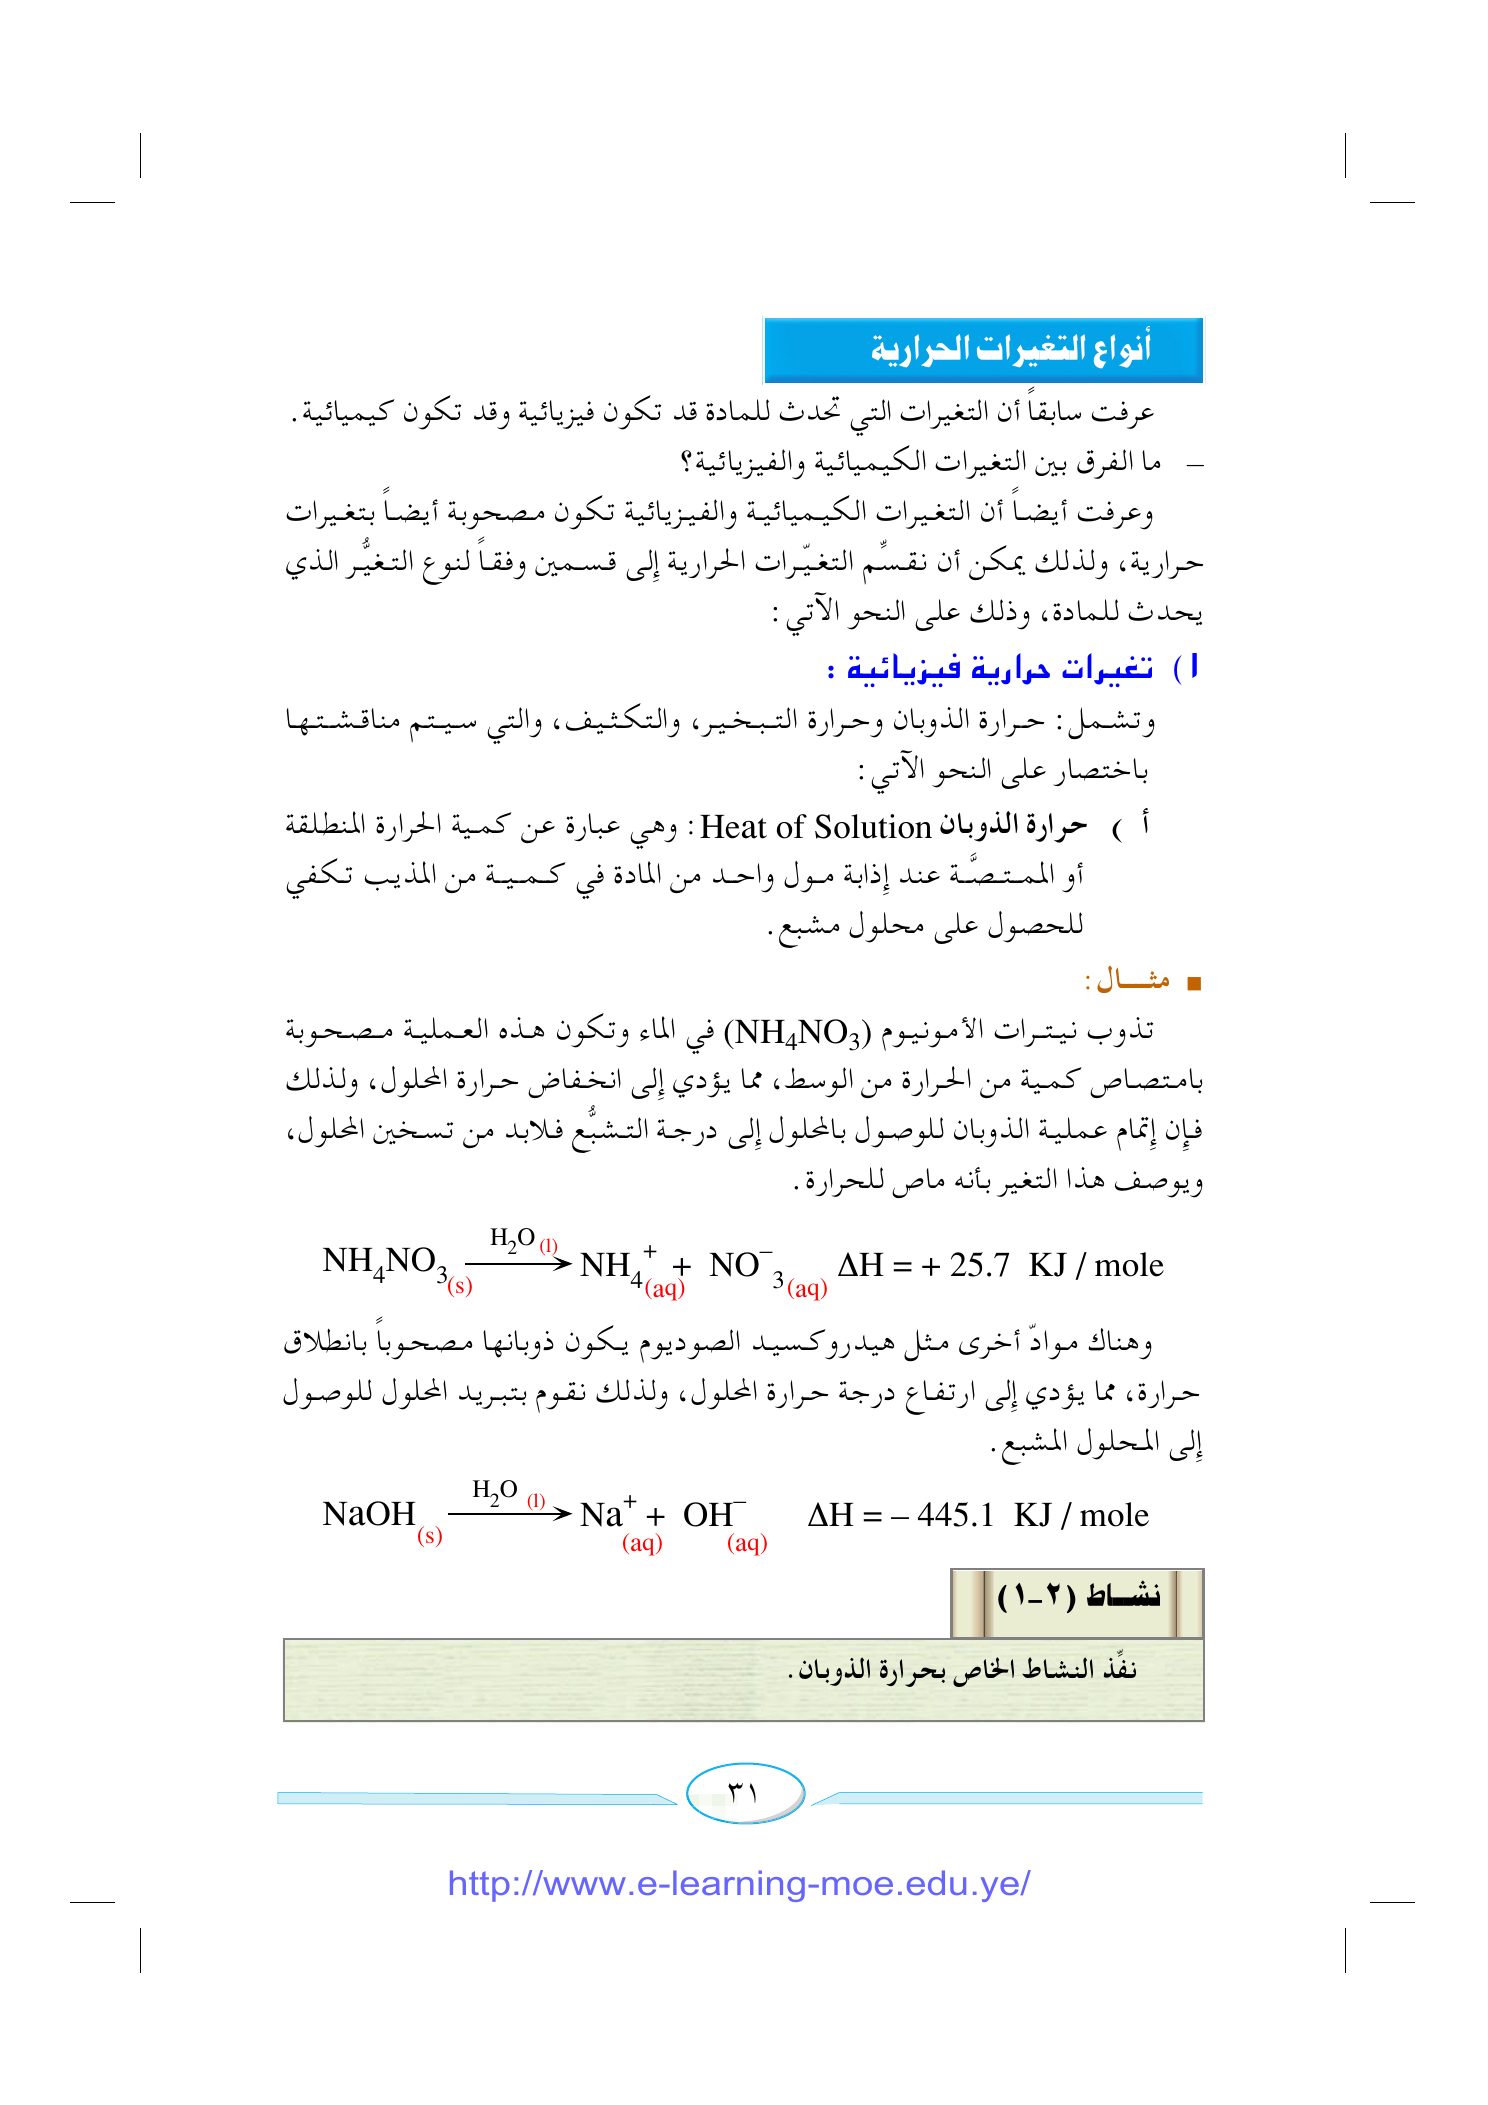 أنواع التغيرات الحرارية
عرفت سابقاً أن التغيرات التي تحدث للمادة قد تكون فيزيائية وقد تكون كيميائية .
– ما الفرق بين التغيرات الكيميائية والفيزيائية؟
وعرفت أيضاً أن التغيرات الكيميائية والفيزيائية تكون مصحوبة أيضاً بتغيرات
حرارية، ولذلك يمكن أن نقسِّم التغيّرات الحرارية إِلى قسمين وفقاً لنوع التغيُّر الذي
يحدث للمادة، وذلك على النحو الآتي :
١) تغيرات حرارية فيزيائية :
وتشمل : حرارة الذوبان وحرارة التبخير، والتكثيف، والتي سيتم مناقشتها
باختصار على النحو الآتي :
أ ) حرارة الذوبان Heat of Solution : وهي عبارة عن كمية الحرارة المنطلقة
أو الممتصَّة عند إِذابة مول واحد من المادة في كمية من المذيب تكفي
للحصول على محلول مشبع .
■ مثال :
تذوب نيترات الأمونيوم (NH₄NO₃) في الماء وتكون هذه العملية مصحوبة
بامتصاص كمية من الحرارة من الوسط، مما يؤدي إِلى انخفاض حرارة المحلول، ولذلك
فإِن إِتمام عملية الذوبان للوصول بالمحلول إِلى درجة التشبُّع فلابد من تسخين المحلول،
ويوصف هذا التغير بأنه ماص للحرارة .
NH₄NO₃(s) —H₂O (l)→ NH₄⁺(aq) + NO⁻₃(aq) ΔH = + 25.7 KJ / mole
وهناك موادّ أخرى مثل هيدروكسيد الصوديوم يكون ذوبانها مصحوباً بانطلاق
حرارة، مما يؤدي إِلى ارتفاع درجة حرارة المحلول، ولذلك نقوم بتبريد المحلول للوصول
إِلى المحلول المشبع .
NaOH(s) —H₂O (l)→ Na⁺(aq) + OH⁻(aq) ΔH = – 445.1 KJ / mole
نشاط (٢-١)
نفِّذ النشاط الخاص بحرارة الذوبان .
٣١
http://www.e-learning-moe.edu.ye/